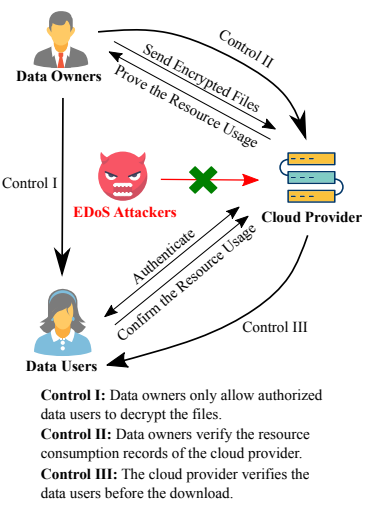 Control II
Send Encrypted Files
Prove the Resource Usage
Data Owners
Control I
EDoS Attackers
Cloud Provider
Authenticate
Confirm the Resource Usage
Control III
Data Users
Control I: Data owners only allow authorized
data users to decrypt the files.
Control II: Data owners verify the resource
consumption records of the cloud provider.
Control III: The cloud provider verifies the
data users before the download.